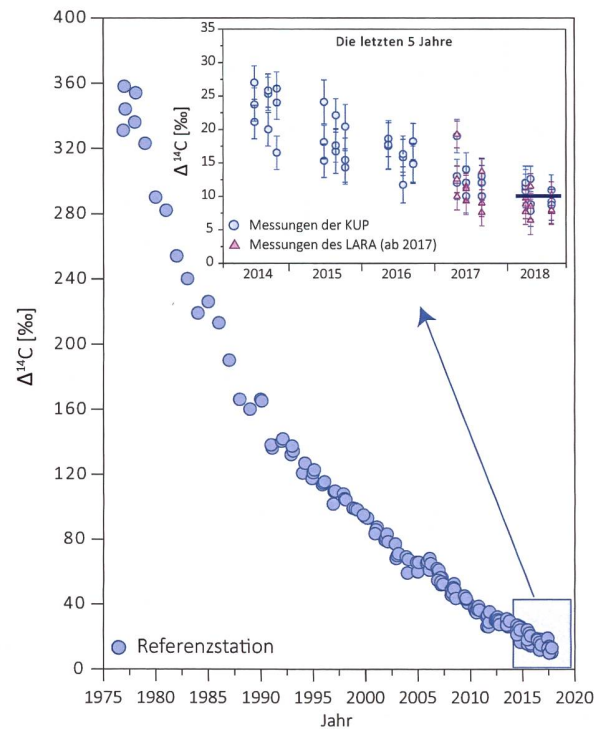 400
360
320
280
240
200
160
120
80
40
0
Δ¹⁴C [‰]
1975 1980 1985 1990 1995 2000 2005 2010 2015 2020
Jahr
Referenzstation
Die letzten 5 Jahre
35
30
25
20
15
10
5
0
Δ¹⁴C [‰]
Messungen der KUP
Messungen des LARA (ab 2017)
2014 2015 2016 2017 2018